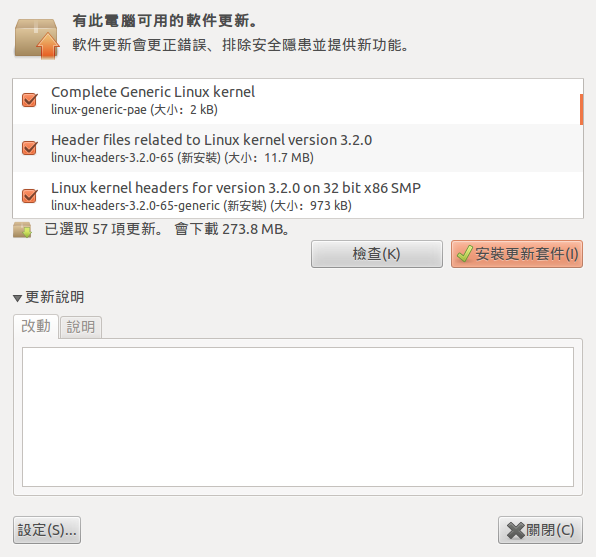 有此電腦可用的軟件更新。
軟件更新會更正錯誤、排除安全隱患並提供新功能。
Complete Generic Linux kernel
linux-generic-pae (大小： 2 kB)
Header files related to Linux kernel version 3.2.0
linux-headers-3.2.0-65 (新安裝) (大小： 11.7 MB)
Linux kernel headers for version 3.2.0 on 32 bit x86 SMP
linux-headers-3.2.0-65-generic (新安裝) (大小： 973 kB)
已選取 57 項更新。 會下載 273.8 MB。
檢查(K)
安裝更新套件(I)
更新說明
改動
說明
設定(S)...
關閉(C)